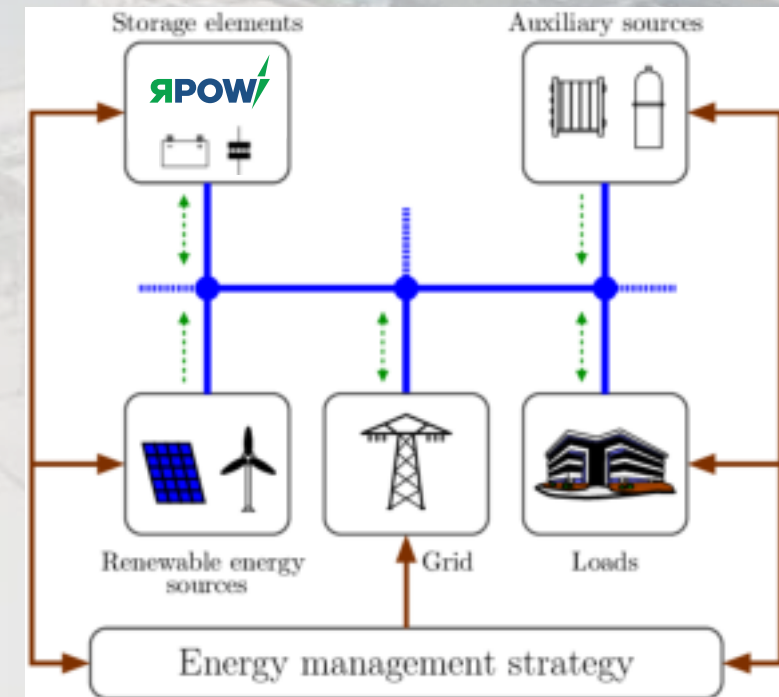 Storage elements
Auxiliary sources
ЯPOW
Renewable energy
sources
Grid
Loads
Energy management strategy